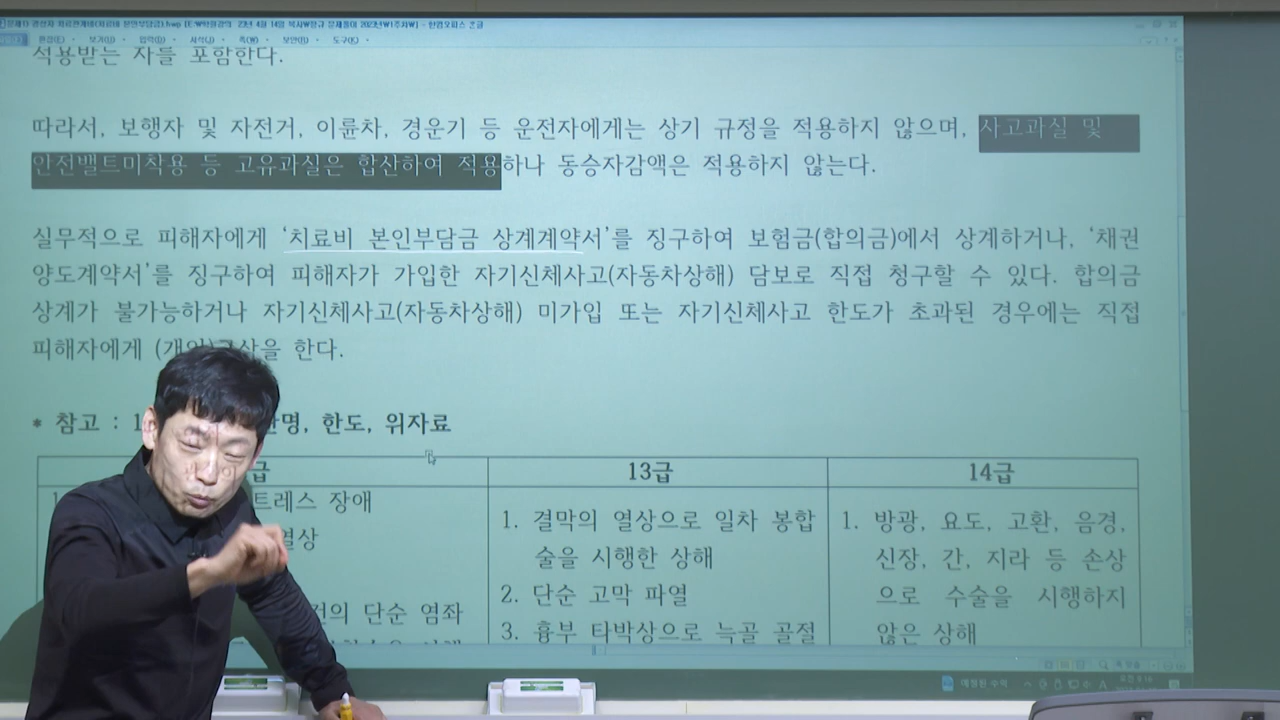 적용받는 자를 포함한다.
따라서, 보행자 및 자전거, 이륜차, 경운기 등 운전자에게는 상기 규정을 적용하지 않으며, 사고과실 및
안전밸트미착용 등 고유과실은 합산하여 적용하나 동승자감액은 적용하지 않는다.
실무적으로 피해자에게 '치료비 본인부담금 상계계약서'를 징구하여 보험금(합의금)에서 상계하거나, '채권
양도계약서'를 징구하여 피해자가 가입한 자기신체사고(자동차상해) 담보로 직접 청구할 수 있다. 합의금
상계가 불가능하거나 자기신체사고(자동차상해) 미가입 또는 자기신체사고 한도가 초과된 경우에는 직접
피해자에게 을 한다.
* 참고 : 한도, 위자료
급 13급 14급
장애
1. 결막의 열상으로 일차 봉합
술을 시행한 상해
2. 단순 고막 파열
3. 흉부 타박상으로 늑골 골절
열상
단순 염좌
1. 방광, 요도, 고환, 음경,
신장, 간, 지라 등 손상
으로 수술을 시행하지
않은 상해